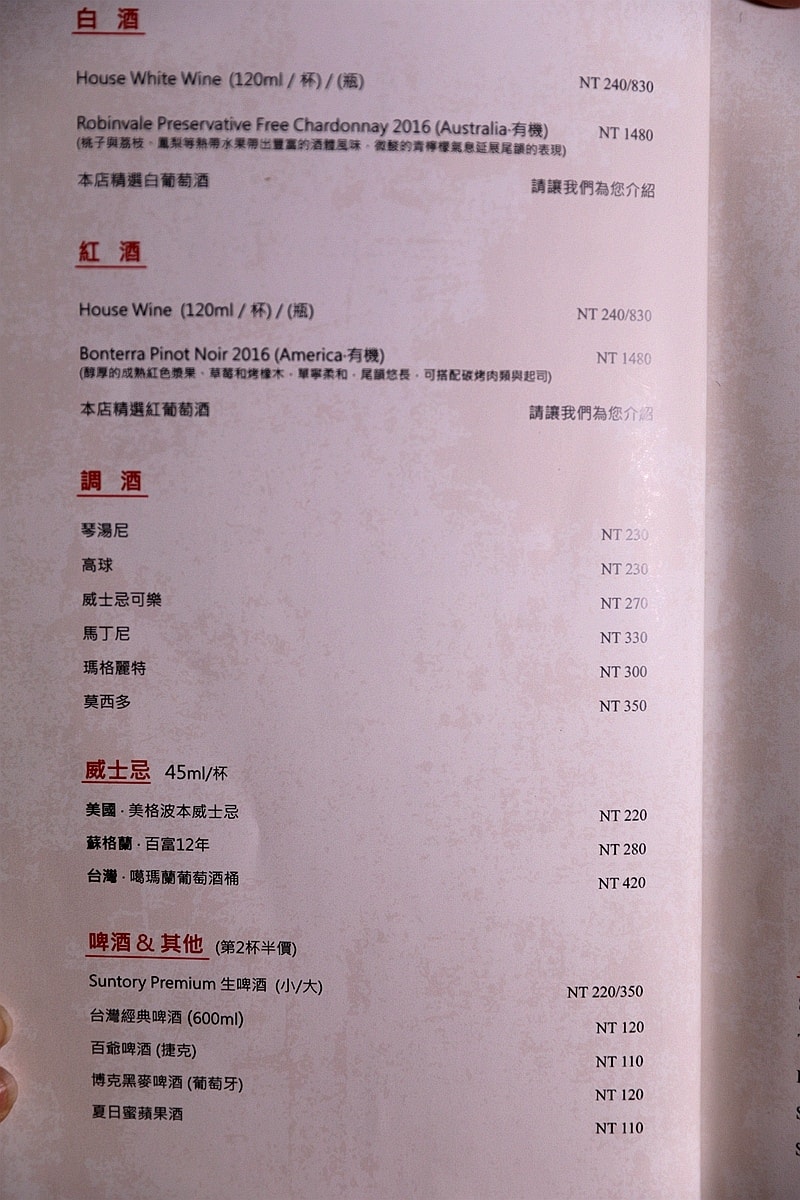 白 酒
House White Wine (120ml / 杯) / (瓶) NT 240/830
Robinvale Preservative Free Chardonnay 2016 (Australia·有機) NT 1480
(桃子與荔枝、鳳梨等熱帶水果帶出豐富的酒體風味，微酸的青檸檬氣息延展尾韻的表現)
本店精選白葡萄酒 請讓我們為您介紹
紅 酒
House Wine (120ml / 杯) / (瓶) NT 240/830
Bonterra Pinot Noir 2016 (America·有機) NT 1480
(醇厚的成熟紅色漿果、草莓和烤橡木，單寧柔和，尾韻悠長，可搭配碳烤肉類與起司)
本店精選紅葡萄酒 請讓我們為您介紹
調 酒
琴湯尼 NT 230
高球 NT 230
威士忌可樂 NT 270
馬丁尼 NT 330
瑪格麗特 NT 300
莫西多 NT 350
威士忌 45ml/杯
美國 · 美格波本威士忌 NT 220
蘇格蘭 · 百富12年 NT 280
台灣 · 噶瑪蘭葡萄酒桶 NT 420
啤酒 & 其他 (第2杯半價)
Suntory Premium 生啤酒 (小/大) NT 220/350
台灣經典啤酒 (600ml) NT 120
百爺啤酒 (捷克) NT 110
博克黑麥啤酒 (葡萄牙) NT 120
夏日蜜蘋果酒 NT 110